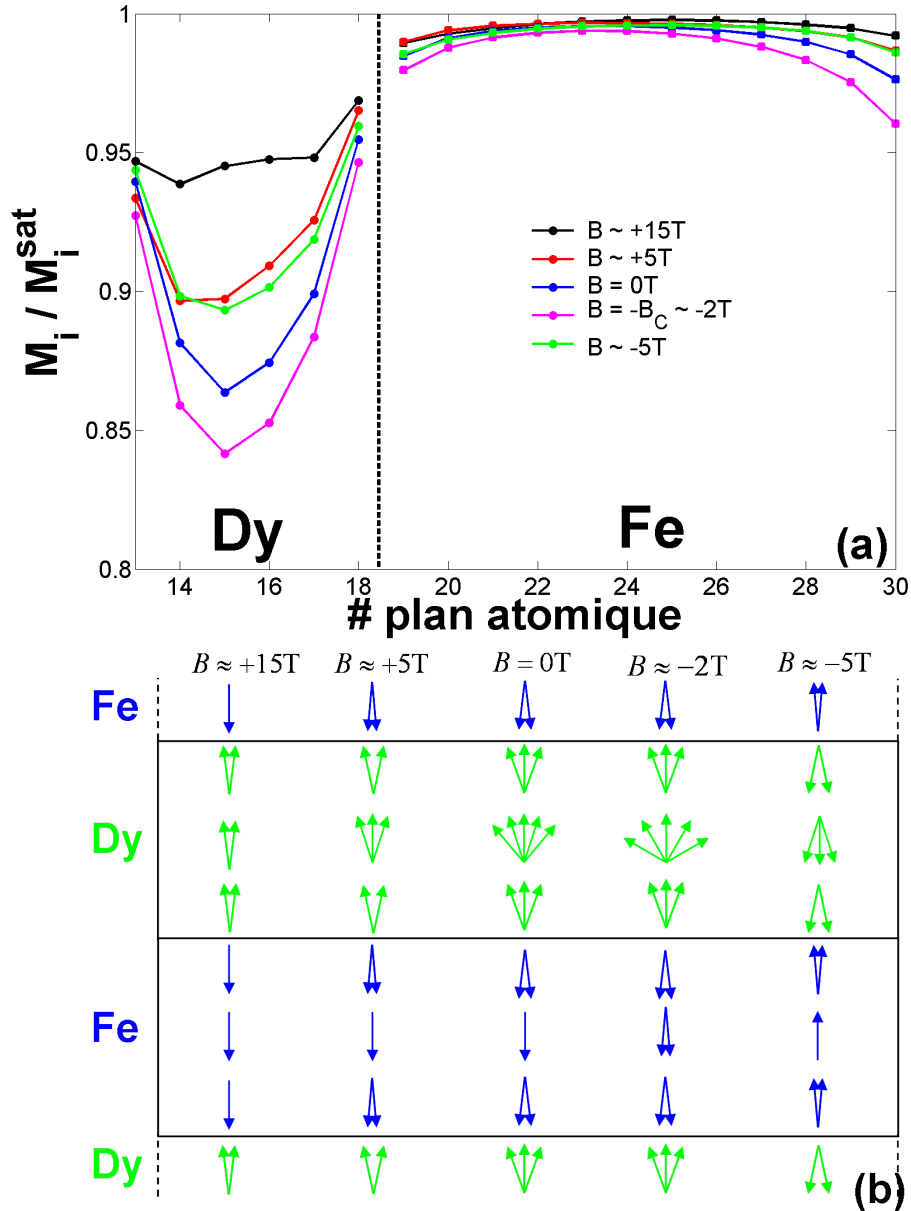 1
0.95
0.9
0.85
0.8
M_i / M_i^sat
B ~ +15T
B ~ +5T
B = 0T
B = -B_C ~ -2T
B ~ -5T
Dy
Fe
(a)
14 16 18 20 22 24 26 28 30
# plan atomique
B ≈ +15T B ≈ +5T B = 0T B ≈ −2T B ≈ −5T
Fe
Dy
Fe
Dy
(b)